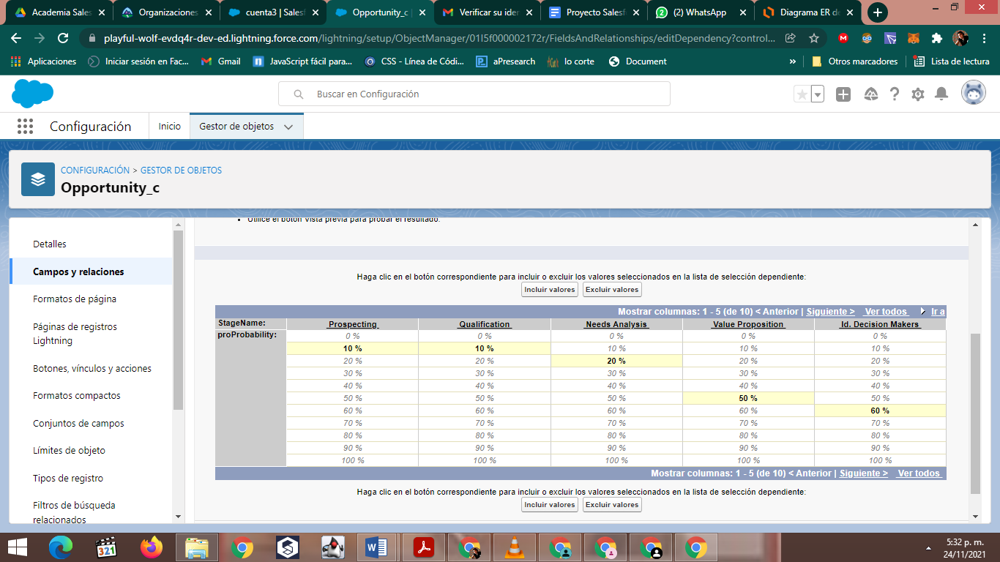 Academia Sales
Organizaciones
cuenta3 | Salesf
Opportunity_c |
Verificar su iden
Proyecto Salesfo
(2) WhatsApp
Diagrama ER de
playful-wolf-evdq4r-dev-ed.lightning.force.com/lightning/setup/ObjectManager/01I5f000002172r/FieldsAndRelationships/editDependency?control...
Aplicaciones
Iniciar sesión en Fac...
Gmail
JavaScript fácil para...
CSS - Línea de Códi...
aPresearch
lo corte
Document
»
Otros marcadores
Lista de lectura
Buscar en Configuración
Configuración
Inicio
Gestor de objetos
CONFIGURACIÓN > GESTOR DE OBJETOS
Opportunity_c
Detalles
Campos y relaciones
Formatos de página
Páginas de registros
Lightning
Botones, vínculos y acciones
Formatos compactos
Conjuntos de campos
Límites de objeto
Tipos de registro
Filtros de búsqueda
relacionados
• Utilice el botón Vista previa para probar el resultado.
Haga clic en el botón correspondiente para incluir o excluir los valores seleccionados en la lista de selección dependiente:
Incluir valores Excluir valores
Mostrar columnas: 1 - 5 (de 10) < Anterior | Siguiente > Ver todos Ir a
StageName: Prospecting Qualification Needs Analysis Value Proposition Id. Decision Makers
proProbability: 0 % 0 % 0 % 0 % 0 %
10 % 10 % 10 % 10 % 10 %
20 % 20 % 20 % 20 % 20 %
30 % 30 % 30 % 30 % 30 %
40 % 40 % 40 % 40 % 40 %
50 % 50 % 50 % 50 % 50 %
60 % 60 % 60 % 60 % 60 %
70 % 70 % 70 % 70 % 70 %
80 % 80 % 80 % 80 % 80 %
90 % 90 % 90 % 90 % 90 %
100 % 100 % 100 % 100 % 100 %
Mostrar columnas: 1 - 5 (de 10) < Anterior | Siguiente > Ver todos
Haga clic en el botón correspondiente para incluir o excluir los valores seleccionados en la lista de selección dependiente:
Incluir valores Excluir valores
321
5:32 p. m.
24/11/2021